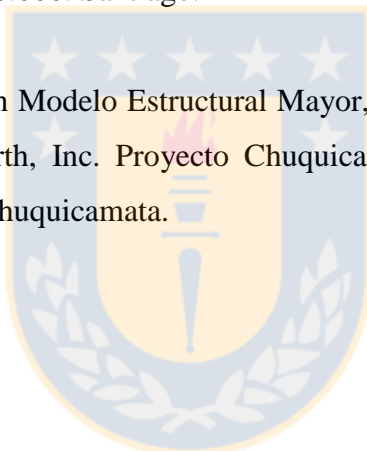 n Modelo Estructural Mayor,
rth, Inc. Proyecto Chuquica
huquicamata.